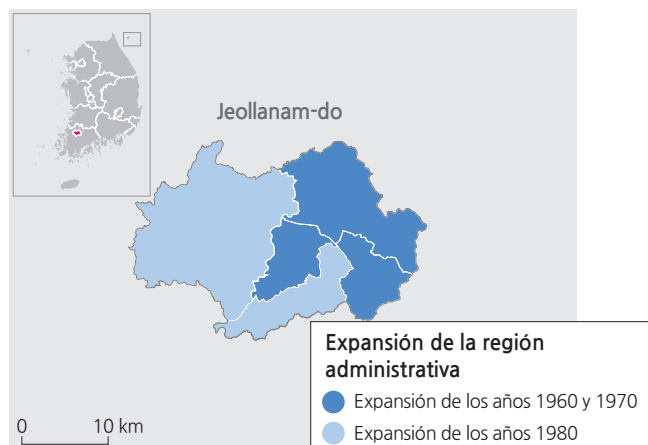 Jeollanam-do
Expansión de la región
administrativa
Expansión de los años 1960 y 1970
Expansión de los años 1980
0 10 km